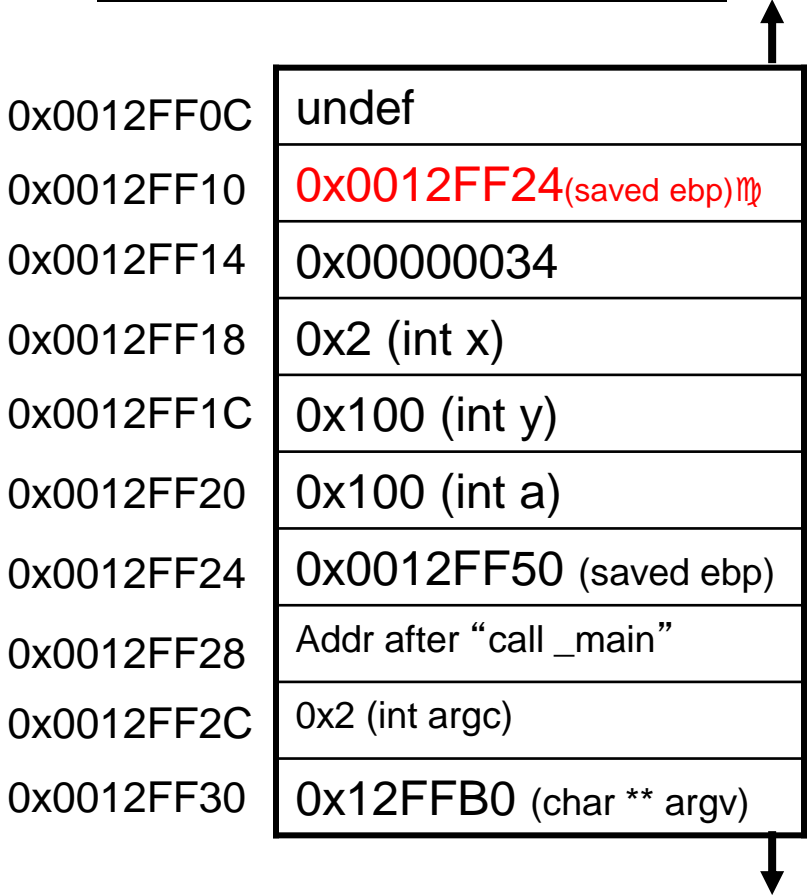 0x0012FF0C undef
0x0012FF10 0x0012FF24(saved ebp)♍
0x0012FF14 0x00000034
0x0012FF18 0x2 (int x)
0x0012FF1C 0x100 (int y)
0x0012FF20 0x100 (int a)
0x0012FF24 0x0012FF50 (saved ebp)
0x0012FF28 Addr after “call _main”
0x0012FF2C 0x2 (int argc)
0x0012FF30 0x12FFB0 (char ** argv)